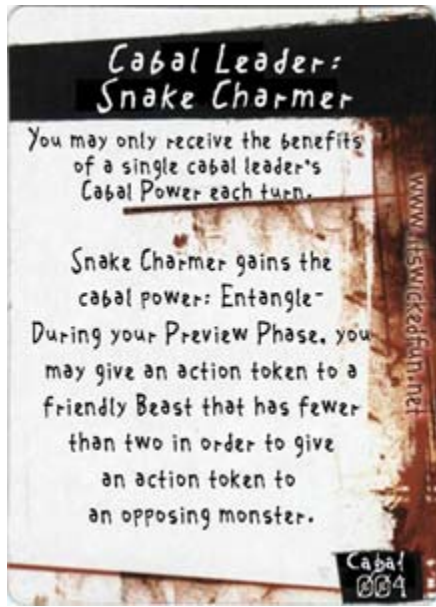 Cabal Leader:
Snake Charmer
You may only receive the benefits
of a single cabal leader's
Cabal Power each turn.
Snake Charmer gains the
cabal power: Entangle-
During your Preview Phase, you
may give an action token to a
friendly Beast that has fewer
than two in order to give
an action token to
an opposing monster.
www.itswickedfun.net
Cabal
004